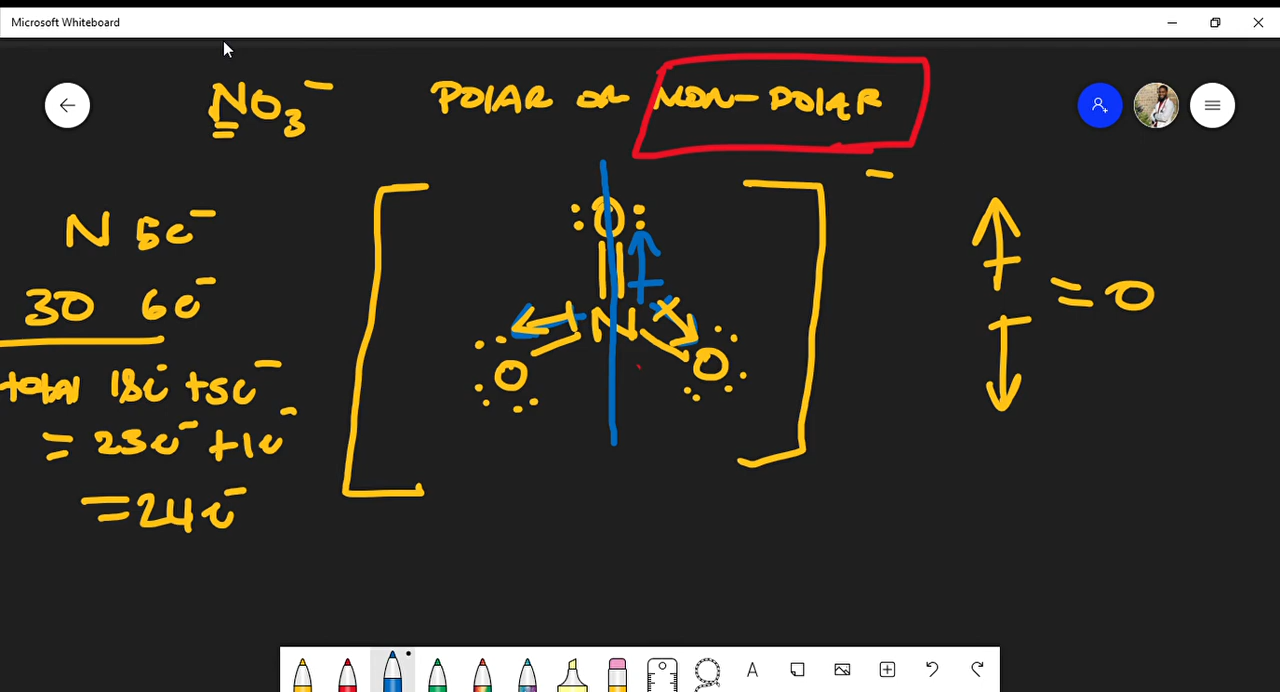 Microsoft Whiteboard
NO₃⁻ POLAR OR NON-POLAR
N 5e⁻
3O 6e⁻
total 18e⁻ + 5e⁻
= 23e⁻ + 1e⁻
= 24e⁻
[ ]⁻
:O:
N
O O
= 0
A